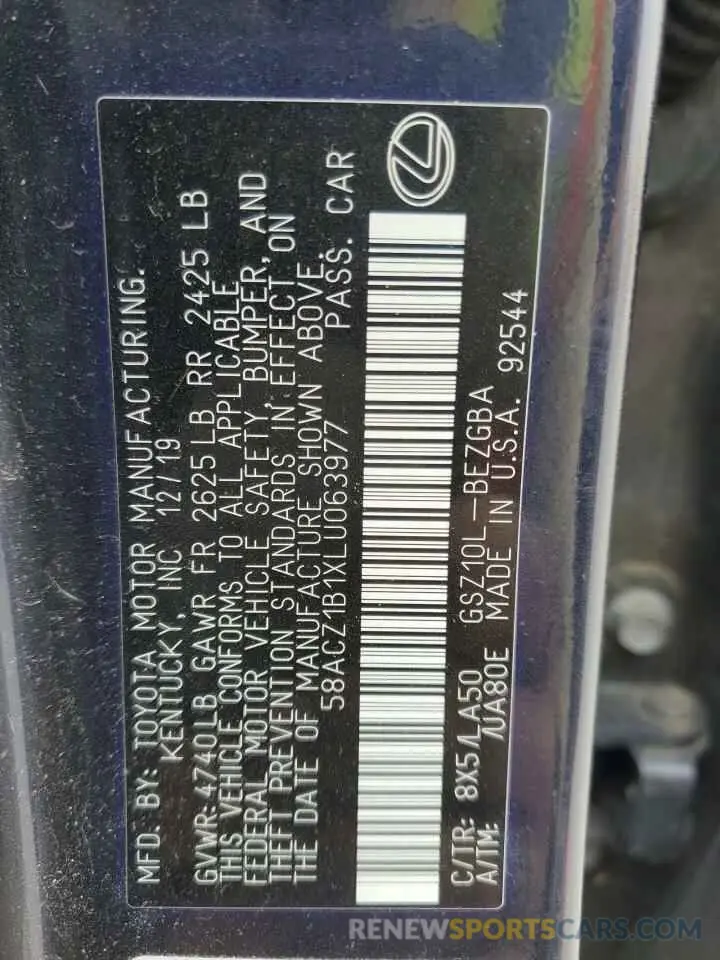 MFD. BY: TOYOTA MOTOR MANUFACTURING.
KENTUCKY, INC 12/19
GVWR: 4740LB GAWR FR 2625LB RR 2425 LB
THIS VEHICLE CONFORMS TO ALL APPLICABLE
FEDERAL MOTOR VEHICLE SAFETY, BUMPER, AND
THEFT PREVENTION STANDARDS IN EFFECT ON
THE DATE OF MANUFACTURE SHOWN ABOVE.
58ACZ1B1XLU063977 PASS. CAR
C/TR: 8X5/LA50 GSZ10L-BEZGBA
A/TM: /UA80E MADE IN U.S.A. 92544
RENEWSPORTSCARS.COM